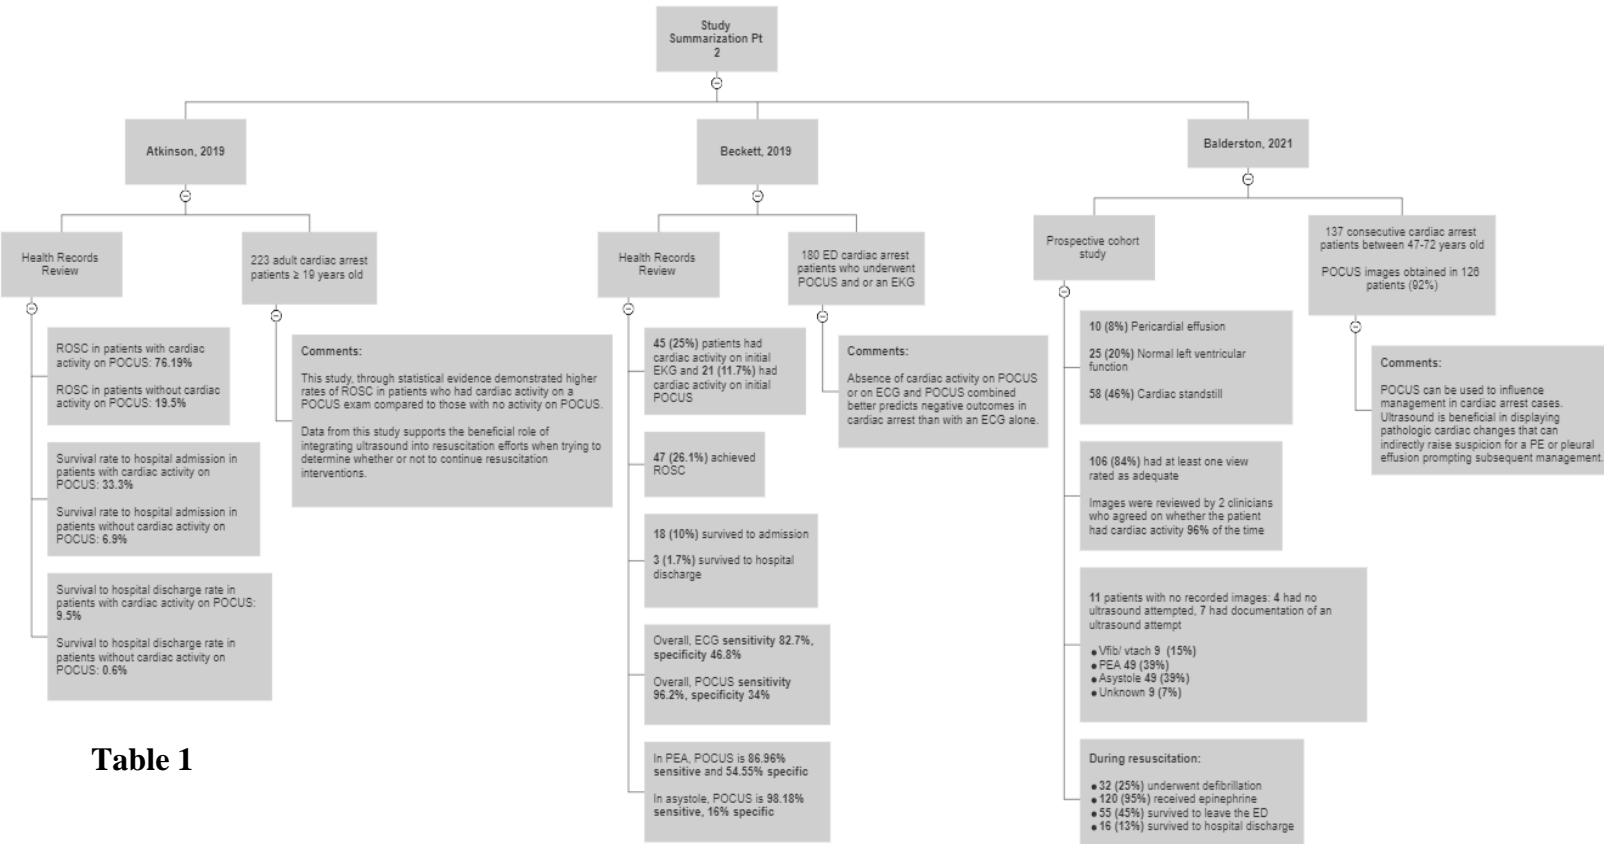 Study
Summarization Pt
2
Atkinson, 2019
Health Records
Review
ROSC in patients with cardiac
activity on POCUS: 76.19%
ROSC in patients without cardiac
activity on POCUS: 19.5%
Survival rate to hospital admission in
patients with cardiac activity on
POCUS: 33.3%
Survival rate to hospital admission in
patients without cardiac activity on
POCUS: 6.9%
Survival to hospital discharge rate in
patients with cardiac activity on POCUS:
9.5%
Survival to hospital discharge rate in
patients without cardiac activity on
POCUS: 0.6%
223 adult cardiac arrest
patients ≥ 19 years old
Comments:
This study, through statistical evidence demonstrated higher
rates of ROSC in patients who had cardiac activity on a
POCUS exam compared to those with no activity on POCUS.
Data from this study supports the beneficial role of
integrating ultrasound into resuscitation efforts when trying to
determine whether or not to continue resuscitation
interventions.
Beckett, 2019
Health Records
Review
45 (25%) patients had
cardiac activity on initial
EKG and 21 (11.7%) had
cardiac activity on initial
POCUS
47 (26.1%) achieved
ROSC
18 (10%) survived to admission
3 (1.7%) survived to hospital
discharge
Overall, ECG sensitivity 82.7%,
specificity 46.8%
Overall, POCUS sensitivity
96.2%, specificity 34%
In PEA, POCUS is 86.96%
sensitive and 54.55% specific
In asystole, POCUS is 98.18%
sensitive, 16% specific
180 ED cardiac arrest
patients who underwent
POCUS and or an EKG
Comments:
Absence of cardiac activity on POCUS
or on ECG and POCUS combined
better predicts negative outcomes in
cardiac arrest than with an ECG alone.
Balderston, 2021
Prospective cohort
study
10 (8%) Pericardial effusion
25 (20%) Normal left ventricular
function
58 (46%) Cardiac standstill
106 (84%) had at least one view
rated as adequate
Images were reviewed by 2 clinicians
who agreed on whether the patient
had cardiac activity 96% of the time
11 patients with no recorded images: 4 had no
ultrasound attempted, 7 had documentation of an
ultrasound attempt
● Vfib/ vtach 9 (15%)
● PEA 49 (39%)
● Asystole 49 (39%)
● Unknown 9 (7%)
During resuscitation:
● 32 (25%) underwent defibrillation
● 120 (95%) received epinephrine
● 55 (45%) survived to leave the ED
● 16 (13%) survived to hospital discharge
137 consecutive cardiac arrest
patients between 47-72 years old
POCUS images obtained in 126
patients (92%)
Comments:
POCUS can be used to influence
management in cardiac arrest cases.
Ultrasound is beneficial in displaying
pathologic cardiac changes that can
indirectly raise suspicion for a PE or pleural
effusion prompting subsequent management.
Table 1